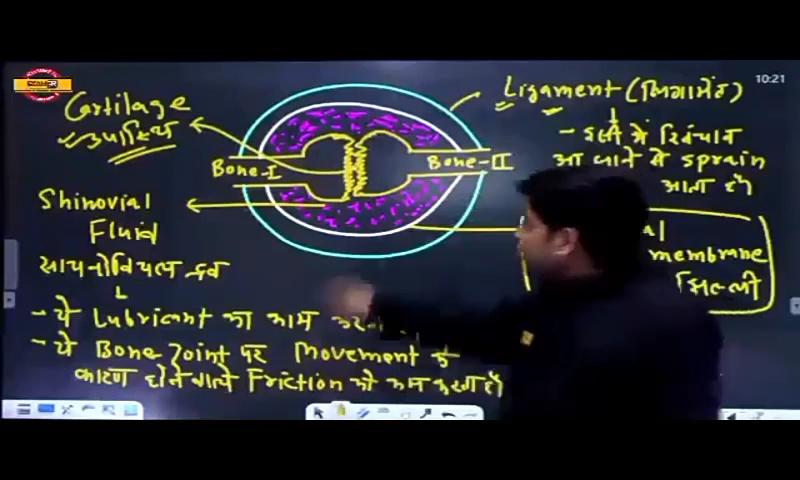 10:21
Cartilage
Ligament (लिगामेंट)
उपास्थि
- इसी में खिंचाव
आ जाने से sprain
आता है।
Bone-I
Bone-II
Shinovial
Fluid
membrane
झिल्ली
सायनोवियल द्रव
- ये Lubricant का काम
- ये Bone Joint पर Movement के
कारण होने वाले Friction को कम करता है।